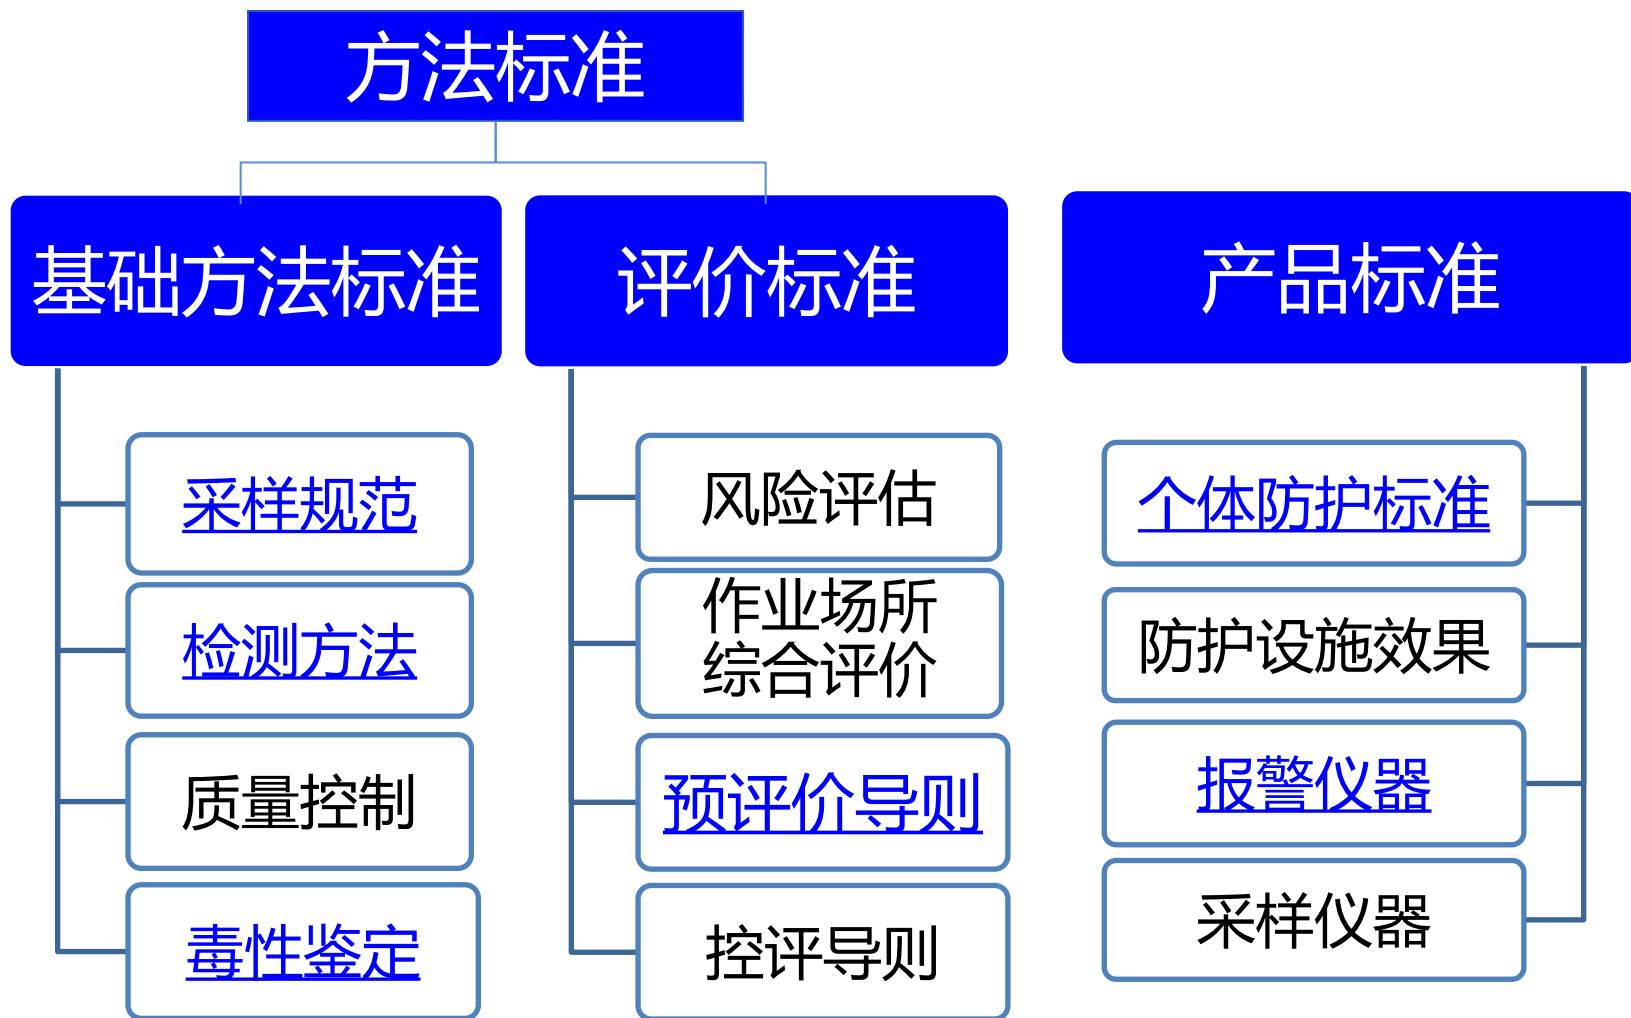 方法标准
基础方法标准
采样规范
检测方法
质量控制
毒性鉴定
评价标准
风险评估
作业场所
综合评价
预评价导则
控评导则
产品标准
个体防护标准
防护设施效果
报警仪器
采样仪器